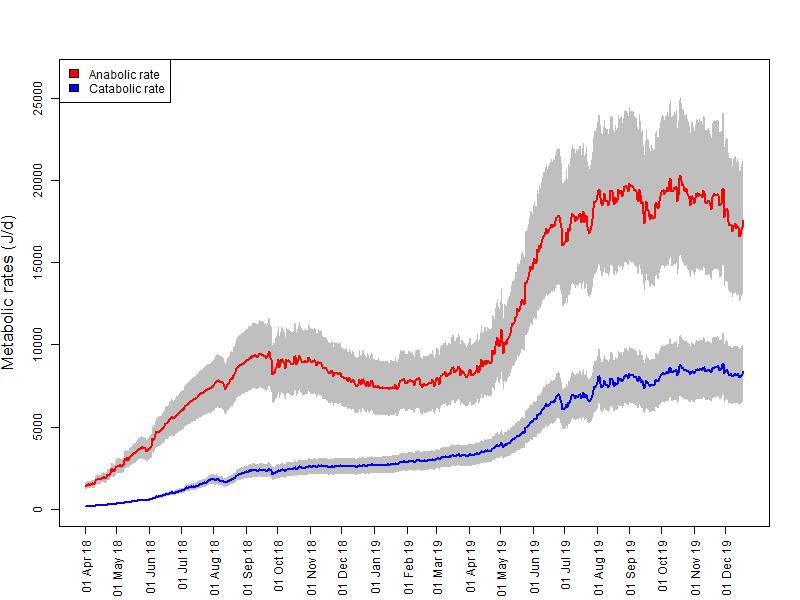 Anabolic rate
Catabolic rate
Metabolic rates (J/d)
25000
20000
15000
10000
5000
0
01 Apr 18
01 May 18
01 Jun 18
01 Jul 18
01 Aug 18
01 Sep 18
01 Oct 18
01 Nov 18
01 Dec 18
01 Jan 19
01 Feb 19
01 Mar 19
01 Apr 19
01 May 19
01 Jun 19
01 Jul 19
01 Aug 19
01 Sep 19
01 Oct 19
01 Nov 19
01 Dec 19